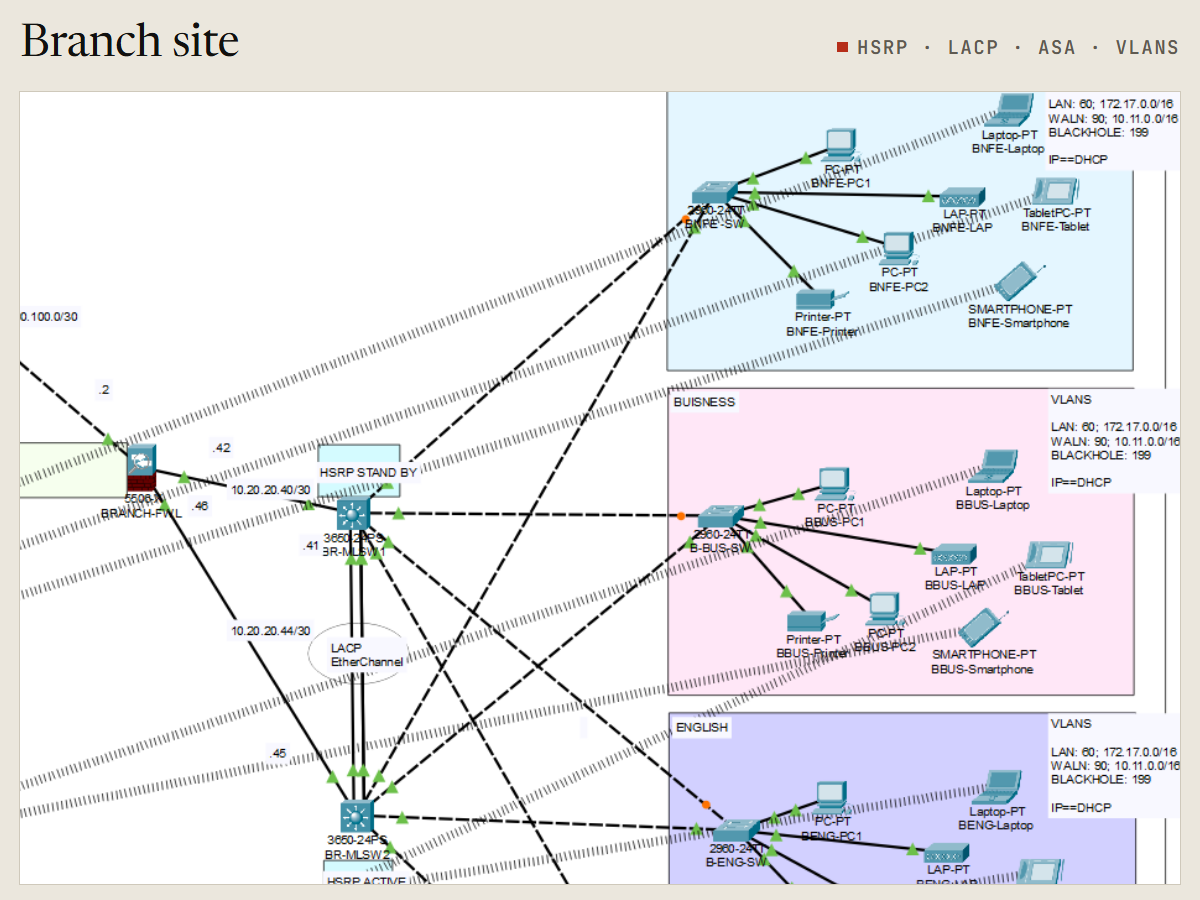 Branch site
HSRP · LACP · ASA · VLANS
LAN: 60; 172.17.0.0/16
WALN: 90; 10.11.0.0/16
BLACKHOLE: 199
IP==DHCP
Laptop-PT
BNFE-Laptop
PC-PT
BNFE-PC1
2960-24TT
BNFE-SW
LAP-PT
BNFE-LAP
TabletPC-PT
BNFE-Tablet
PC-PT
BNFE-PC2
Printer-PT
BNFE-Printer
SMARTPHONE-PT
BNFE-Smartphone
0.100.0/30
.2
BRANCH-FWL
.42
.46
10.20.20.40/30
HSRP STAND BY
3650-24PS
BR-MLSW1
.41
10.20.20.44/30
LACP
EtherChannel
.45
3650-24PS
BR-MLSW2
HSRP ACTIVE
BUISNESS
VLANS
LAN: 60; 172.17.0.0/16
WALN: 90; 10.11.0.0/16
BLACKHOLE: 199
IP==DHCP
Laptop-PT
BBUS-Laptop
PC-PT
BBUS-PC1
2960-24TT
B-BUS-SW
LAP-PT
BBUS-LAP
TabletPC-PT
BBUS-Tablet
Printer-PT
BBUS-Printer
PC-PT
BBUS-PC2
SMARTPHONE-PT
BBUS-Smartphone
ENGLISH
VLANS
LAN: 60; 172.17.0.0/16
WALN: 90; 10.11.0.0/16
BLACKHOLE: 199
IP==DHCP
Laptop-PT
BENG-Laptop
PC-PT
BENG-PC1
2960-24TT
B-ENG-SW
LAP-PT
BENG-LAP